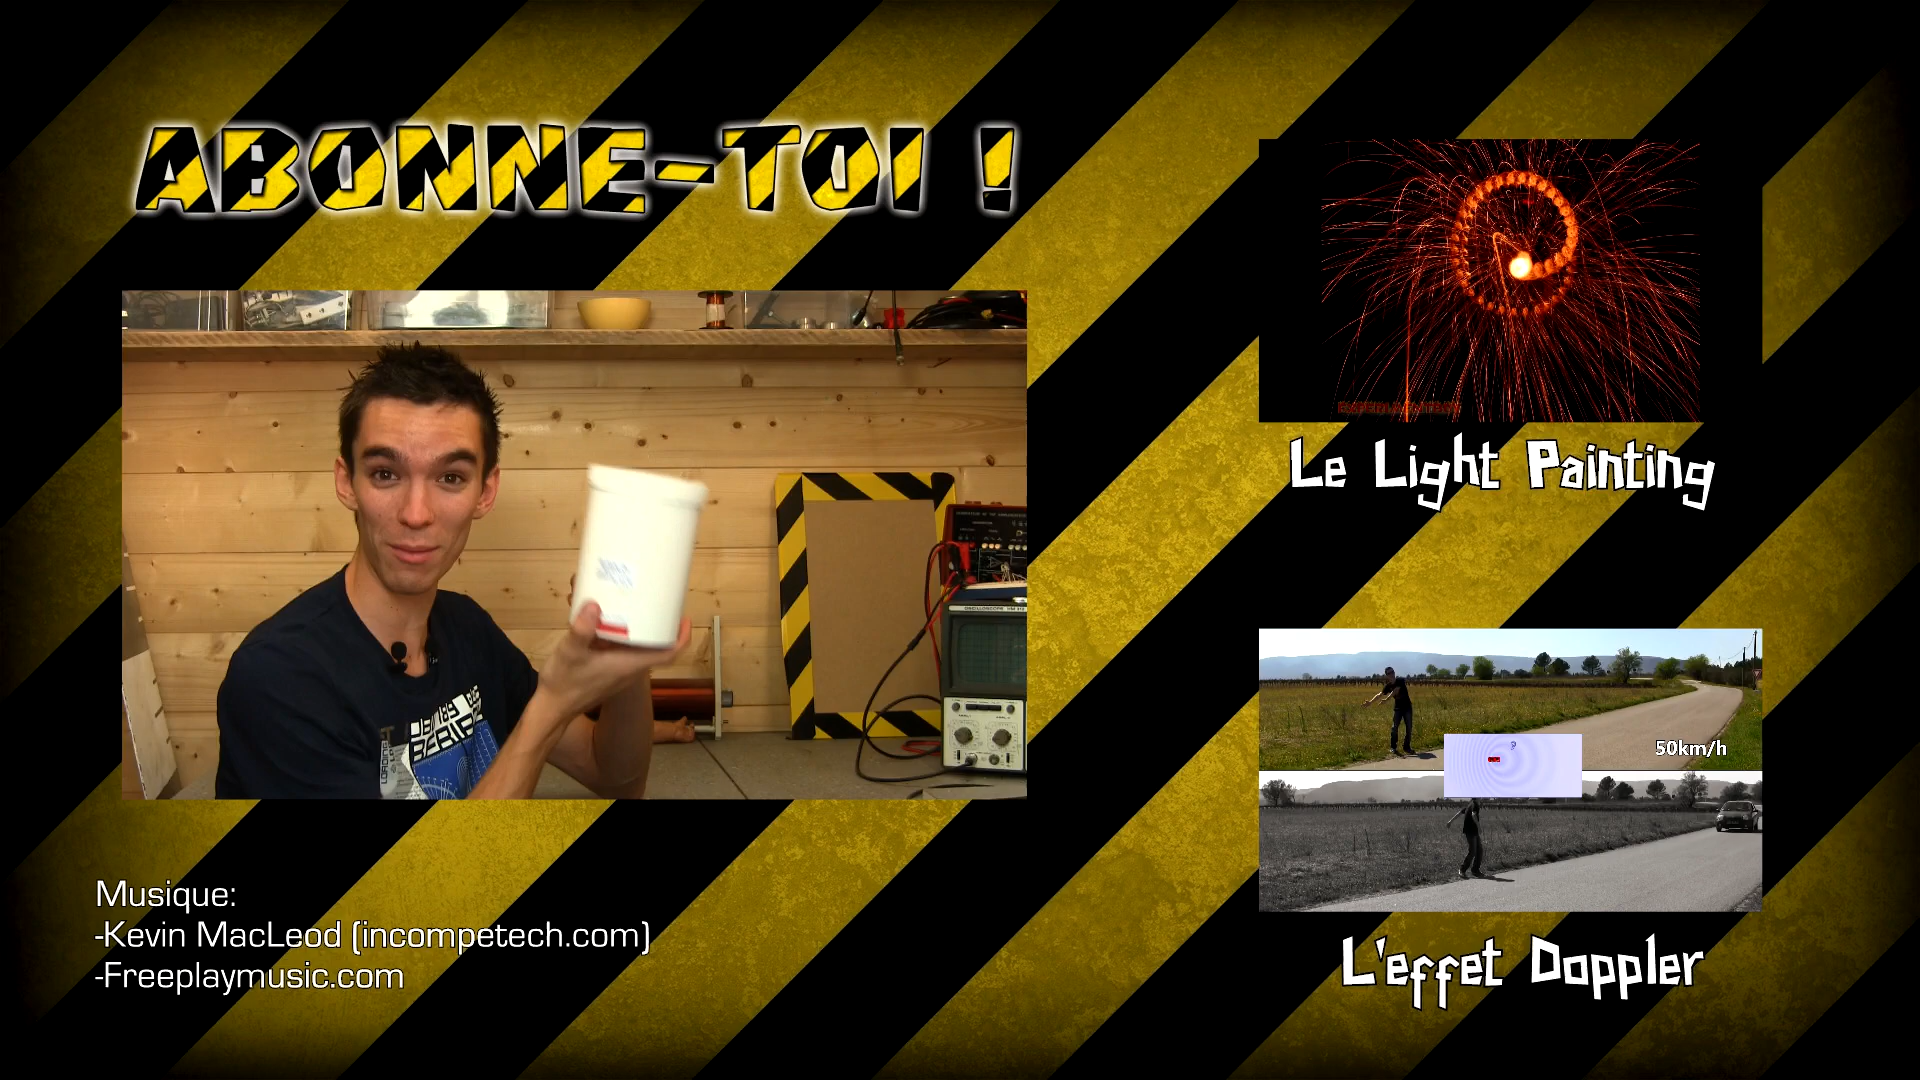 ABONNE-TOI !
Le Light Painting
50km/h
L'effet Doppler
Musique:
-Kevin MacLeod (incompetech.com)
-Freeplaymusic.com